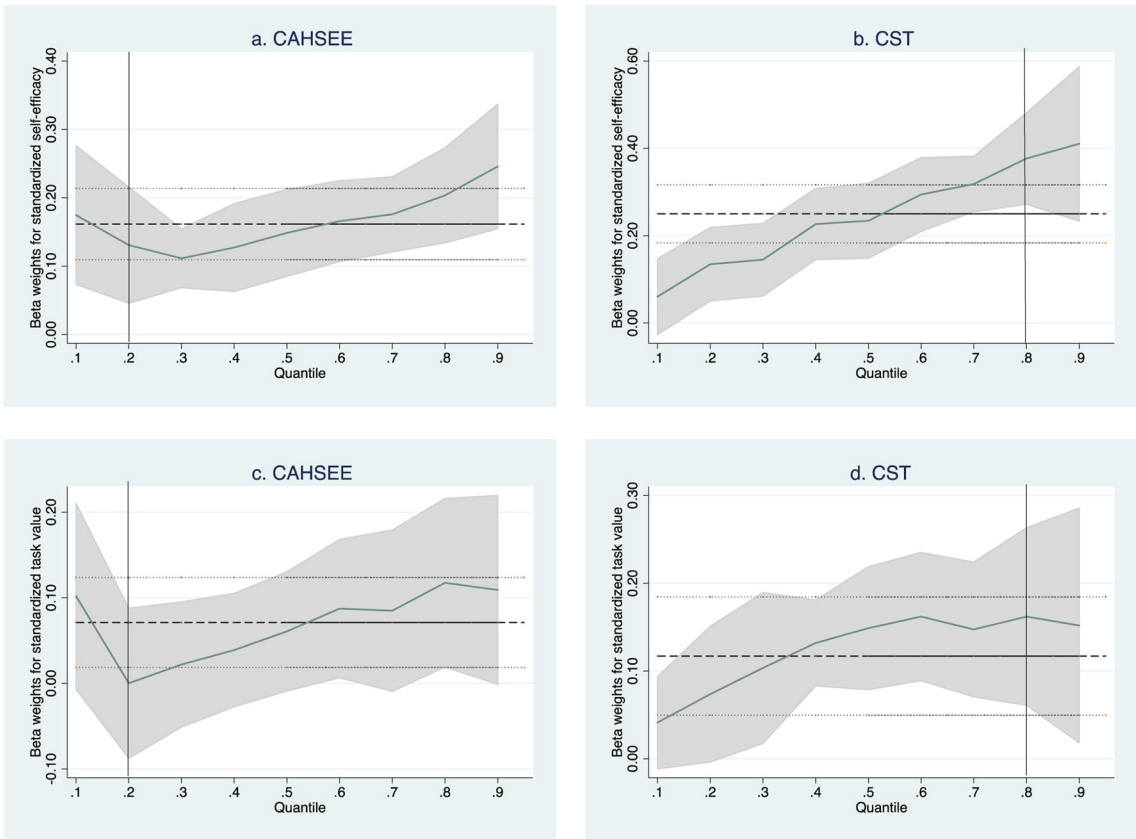 a. CAHSEE
Beta weights for standardized self-efficacy
0.40
0.30
0.20
0.10
0.00
.1 .2 .3 .4 .5 .6 .7 .8 .9
Quantile
b. CST
Beta weights for standardized self-efficacy
0.60
0.40
0.20
0.00
.1 .2 .3 .4 .5 .6 .7 .8 .9
Quantile
c. CAHSEE
Beta weights for standardized task value
0.20
0.10
0.00
-0.10
.1 .2 .3 .4 .5 .6 .7 .8 .9
Quantile
d. CST
Beta weights for standardized task value
0.30
0.20
0.10
0.00
.1 .2 .3 .4 .5 .6 .7 .8 .9
Quantile